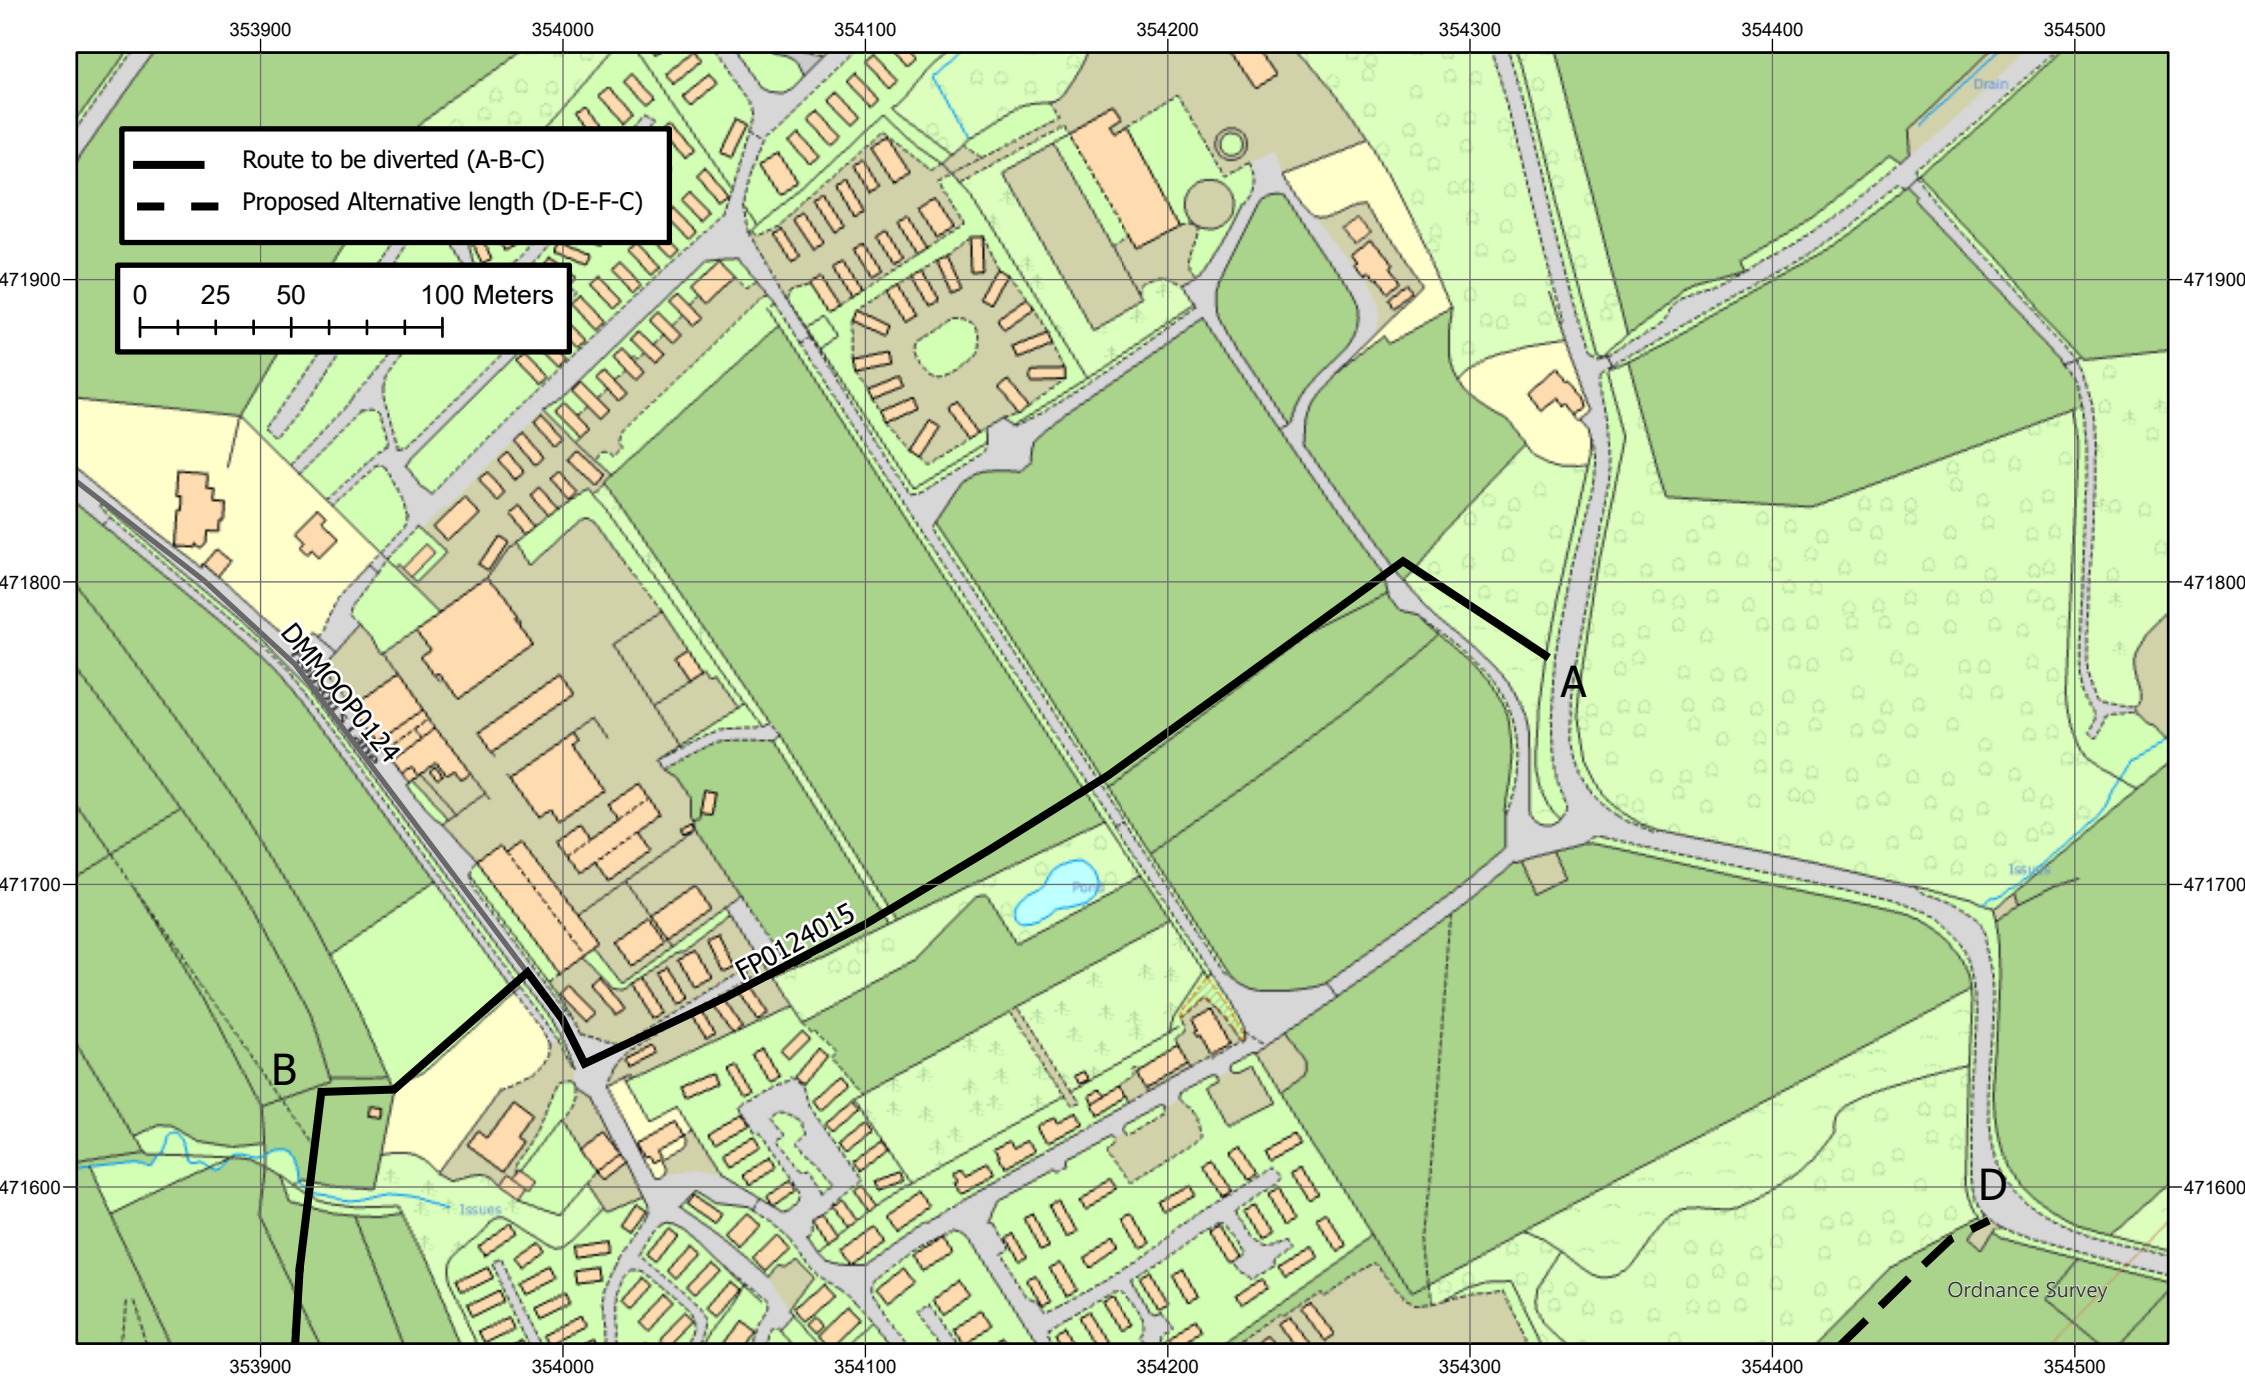 353900 354000 354100 354200 354300 354400 354500
Drain
Route to be diverted (A-B-C)
Proposed Alternative length (D-E-F-C)
471900 471900
0 25 50 100 Meters
471800 471800
DMMOOP0124
A
Pond
471700 471700
Issues
FP0124015
B
D
471600 471600
Issues
Ordnance Survey
353900 354000 354100 354200 354300 354400 354500